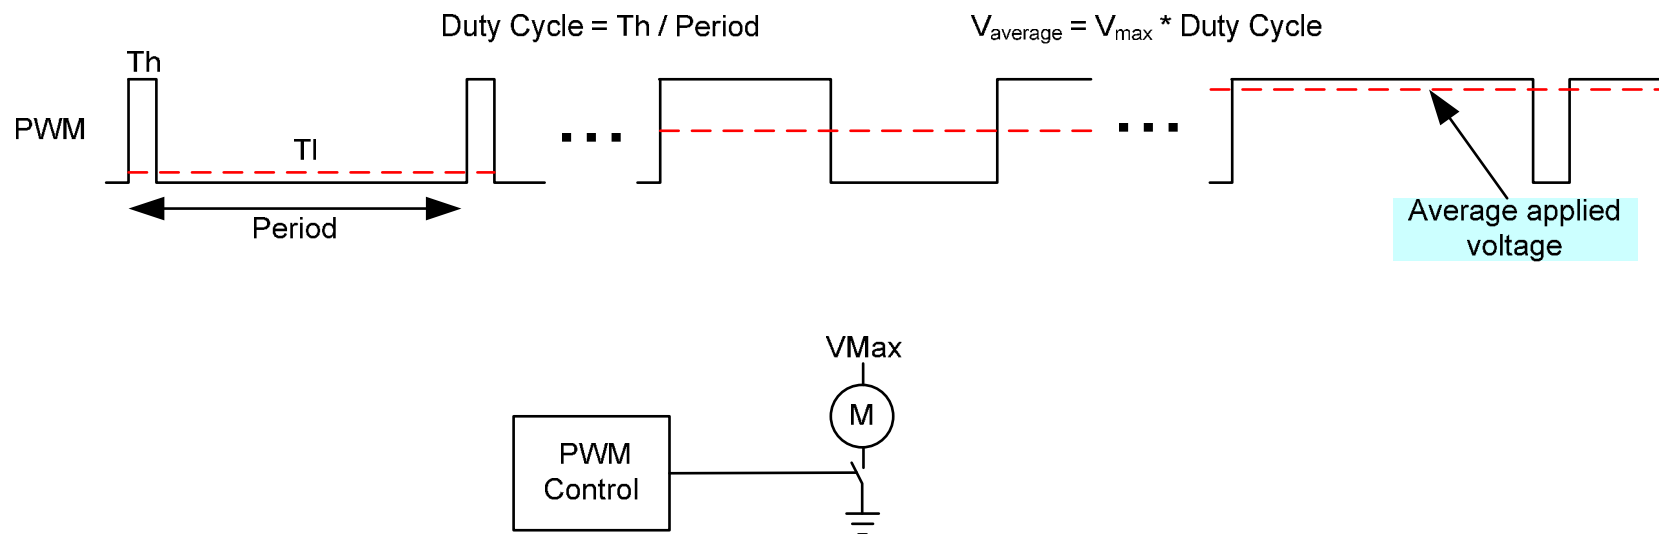 Duty Cycle = Th / Period
Vaverage = Vmax * Duty Cycle
Th
PWM
Tl
Period
Average applied
voltage
VMax
M
PWM
Control